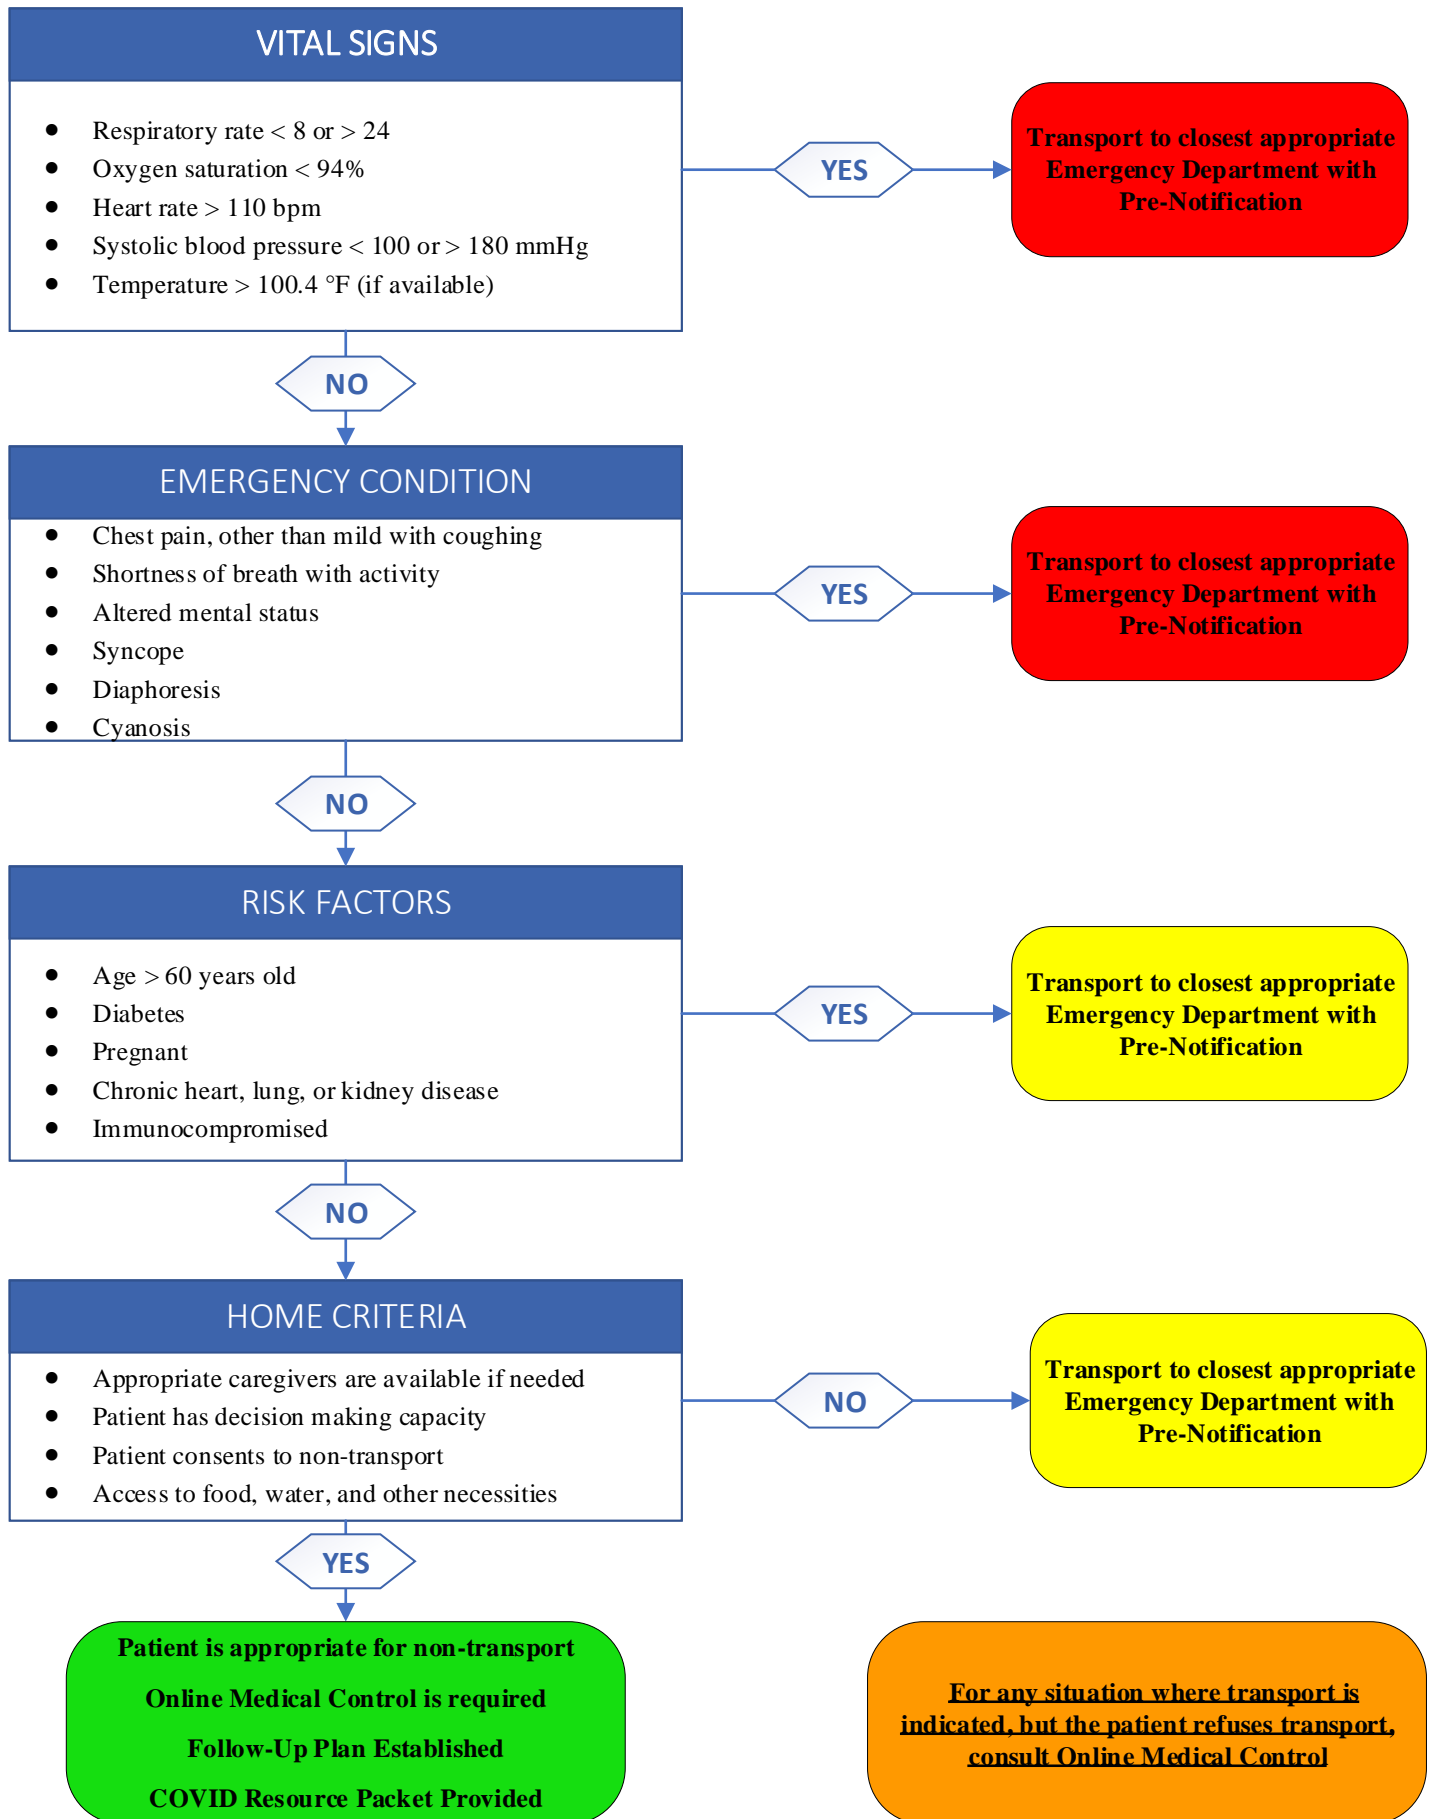 VITAL SIGNS
● Respiratory rate < 8 or > 24
● Oxygen saturation < 94%
● Heart rate > 110 bpm
● Systolic blood pressure < 100 or > 180 mmHg
● Temperature > 100.4 °F (if available)
YES
Transport to closest appropriate
Emergency Department with
Pre-Notification
NO
EMERGENCY CONDITION
● Chest pain, other than mild with coughing
● Shortness of breath with activity
● Altered mental status
● Syncope
● Diaphoresis
● Cyanosis
YES
Transport to closest appropriate
Emergency Department with
Pre-Notification
NO
RISK FACTORS
● Age > 60 years old
● Diabetes
● Pregnant
● Chronic heart, lung, or kidney disease
● Immunocompromised
YES
Transport to closest appropriate
Emergency Department with
Pre-Notification
NO
HOME CRITERIA
● Appropriate caregivers are available if needed
● Patient has decision making capacity
● Patient consents to non-transport
● Access to food, water, and other necessities
NO
Transport to closest appropriate
Emergency Department with
Pre-Notification
YES
Patient is appropriate for non-transport
Online Medical Control is required
Follow-Up Plan Established
COVID Resource Packet Provided
For any situation where transport is
indicated, but the patient refuses transport,
consult Online Medical Control